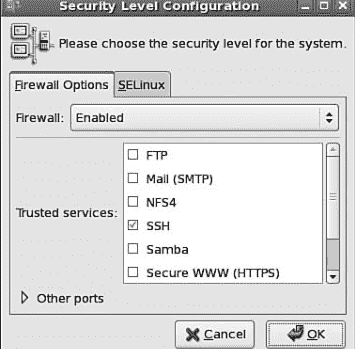 Security Level Configuration
Please choose the security level for the system.
Firewall Options
SELinux
Firewall: Enabled
Trusted services:
FTP
Mail (SMTP)
NFS4
SSH
Samba
Secure WWW (HTTPS)
Other ports
Cancel
OK